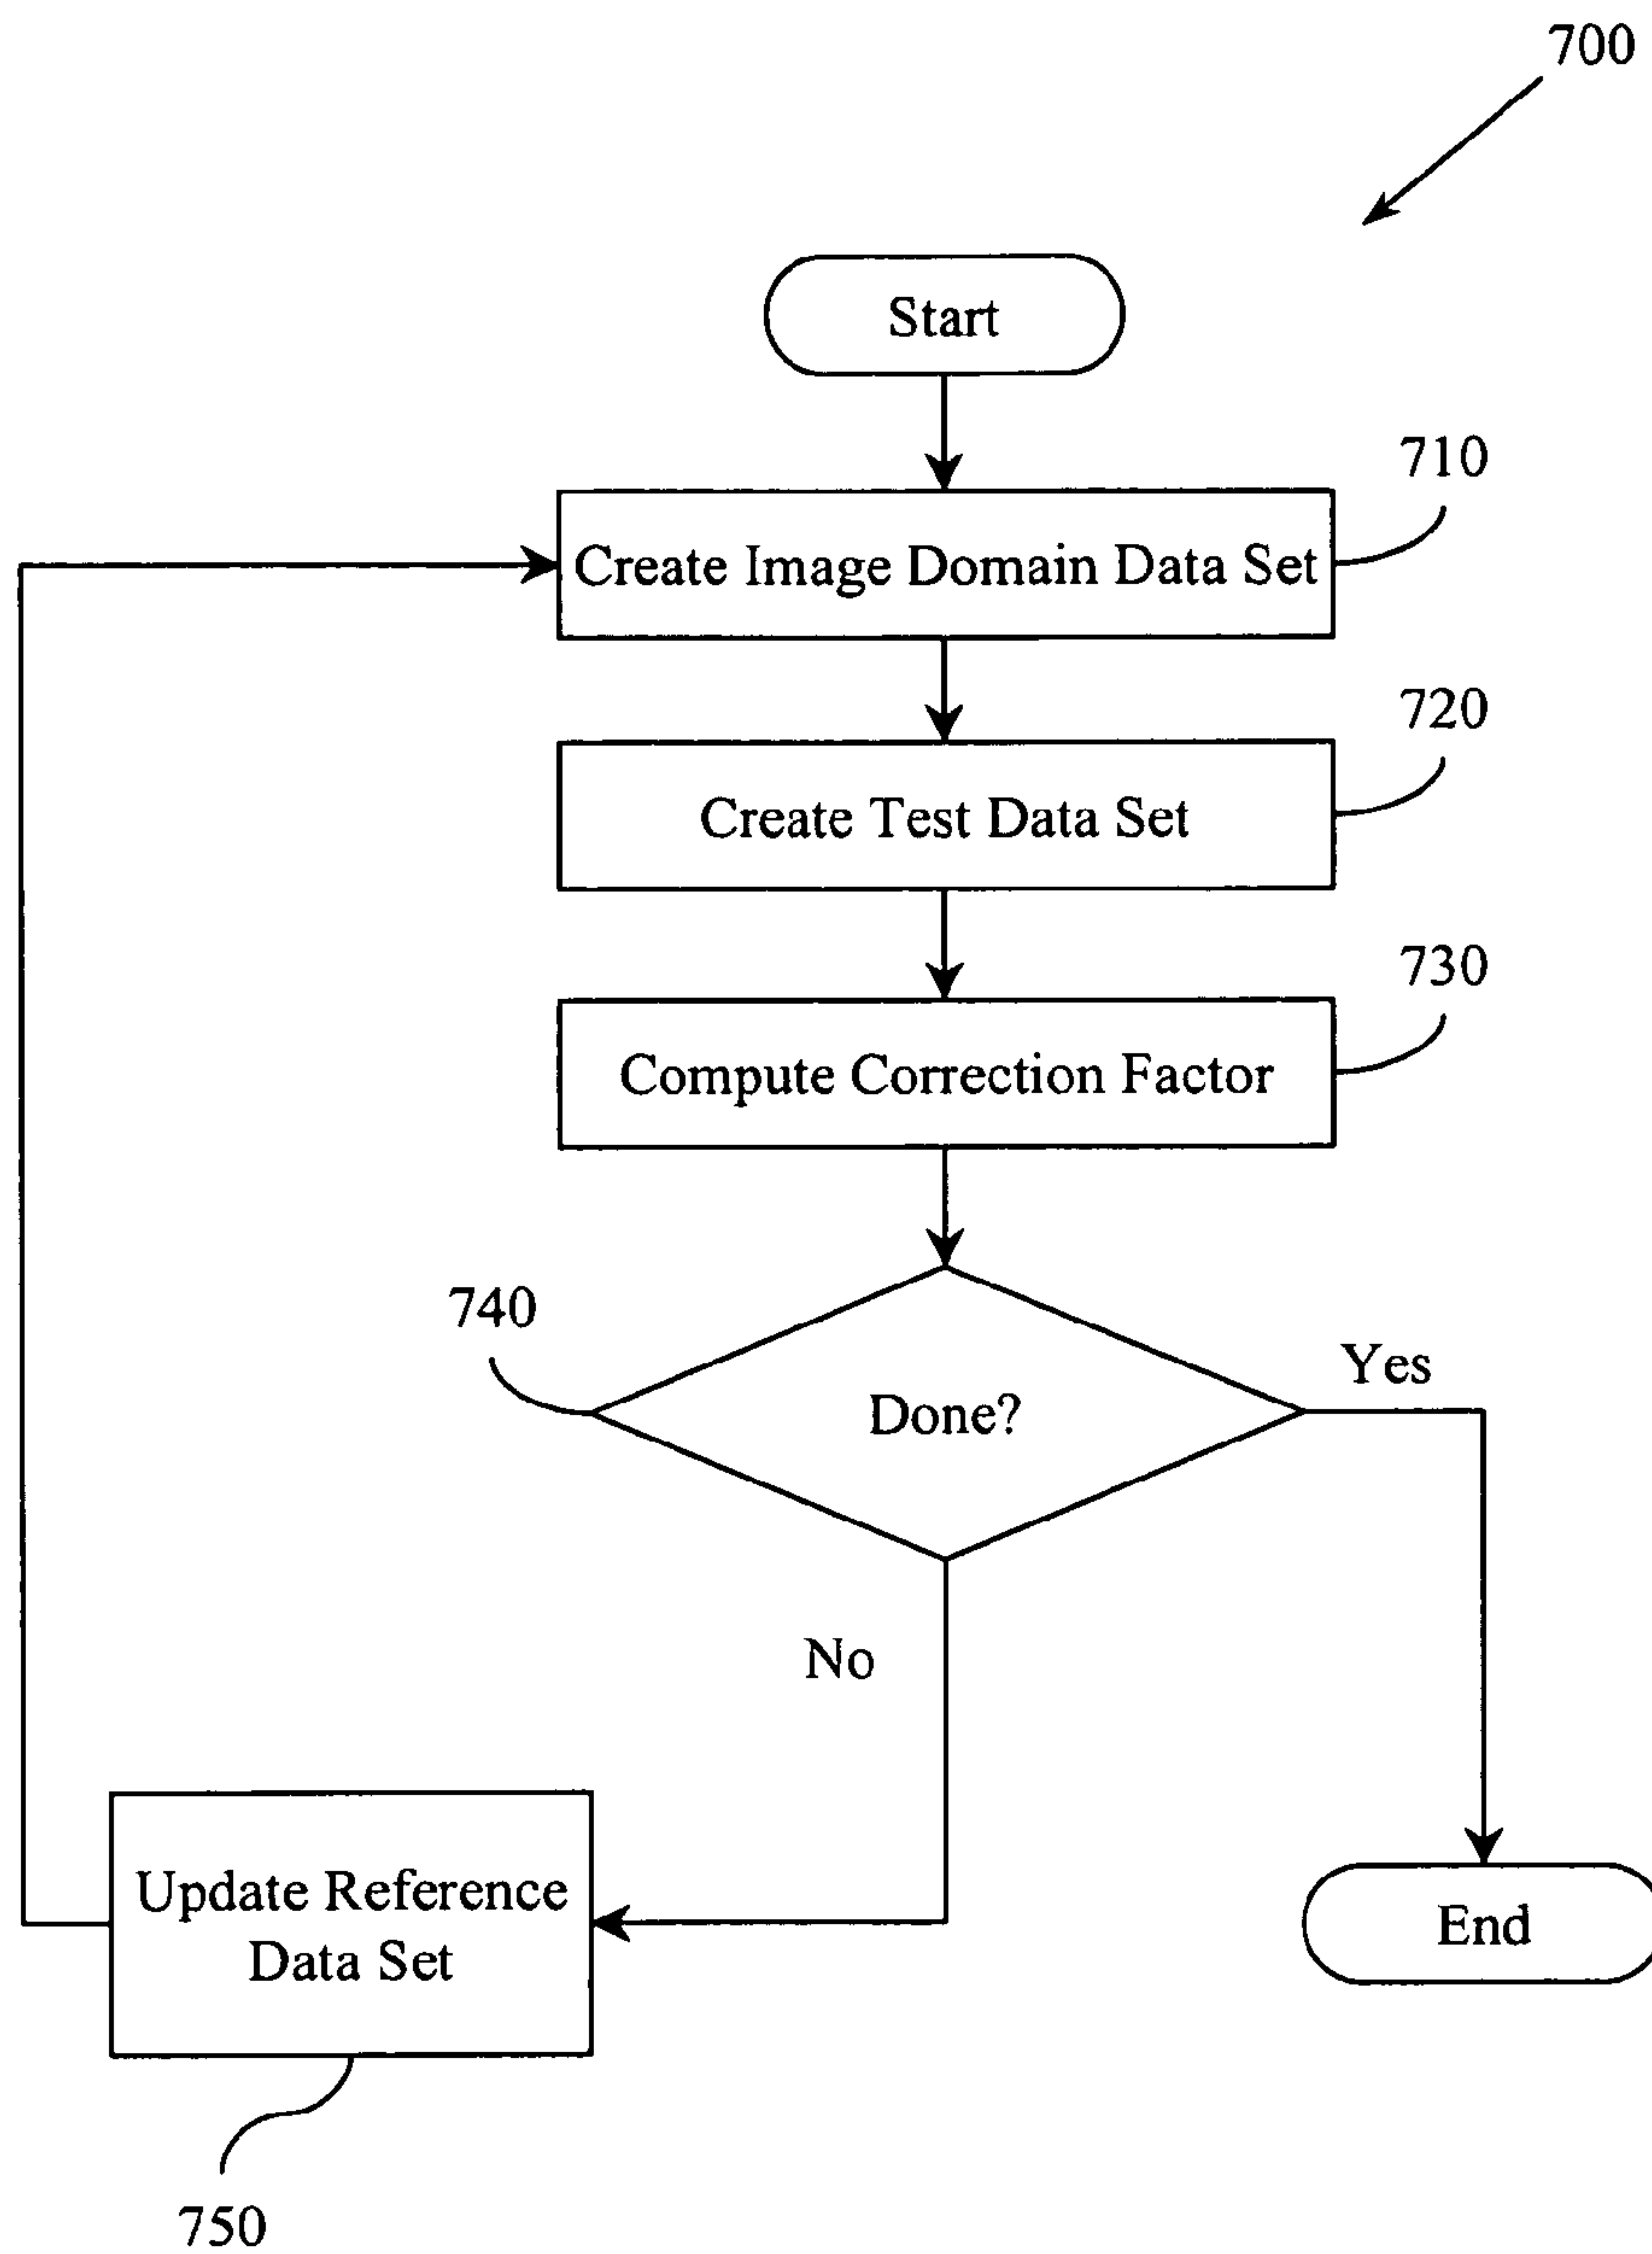 700
Start
710
Create Image Domain Data Set
720
Create Test Data Set
730
Compute Correction Factor
740
Yes
Done?
No
Update Reference
Data Set
End
750